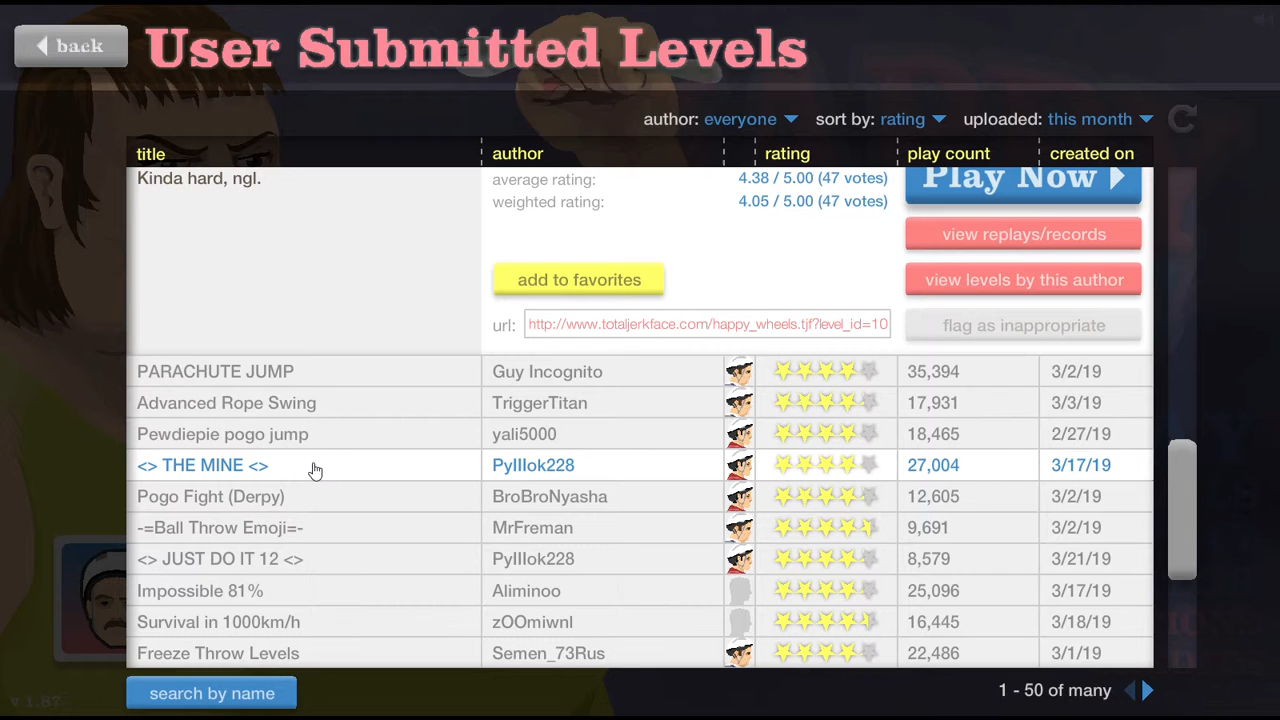 back
User Submitted Levels
author: everyone sort by: rating uploaded: this month
title author rating play count created on
Kinda hard, ngl.
average rating: 4.38 / 5.00 (47 votes)
weighted rating: 4.05 / 5.00 (47 votes)
Play Now
view replays/records
add to favorites
view levels by this author
url: http://www.totaljerkface.com/happy_wheels.tjf?level_id=10
flag as inappropriate
PARACHUTE JUMP Guy Incognito 35,394 3/2/19
Advanced Rope Swing TriggerTitan 17,931 3/3/19
Pewdiepie pogo jump yali5000 18,465 2/27/19
<> THE MINE <> PyIIIok228 27,004 3/17/19
Pogo Fight (Derpy) BroBroNyasha 12,605 3/2/19
-=Ball Throw Emoji=- MrFreman 9,691 3/2/19
<> JUST DO IT 12 <> PyIIIok228 8,579 3/21/19
Impossible 81% Aliminoo 25,096 3/17/19
Survival in 1000km/h zOOmiwnl 16,445 3/18/19
Freeze Throw Levels Semen_73Rus 22,486 3/1/19
search by name
1 - 50 of many
v 1.87